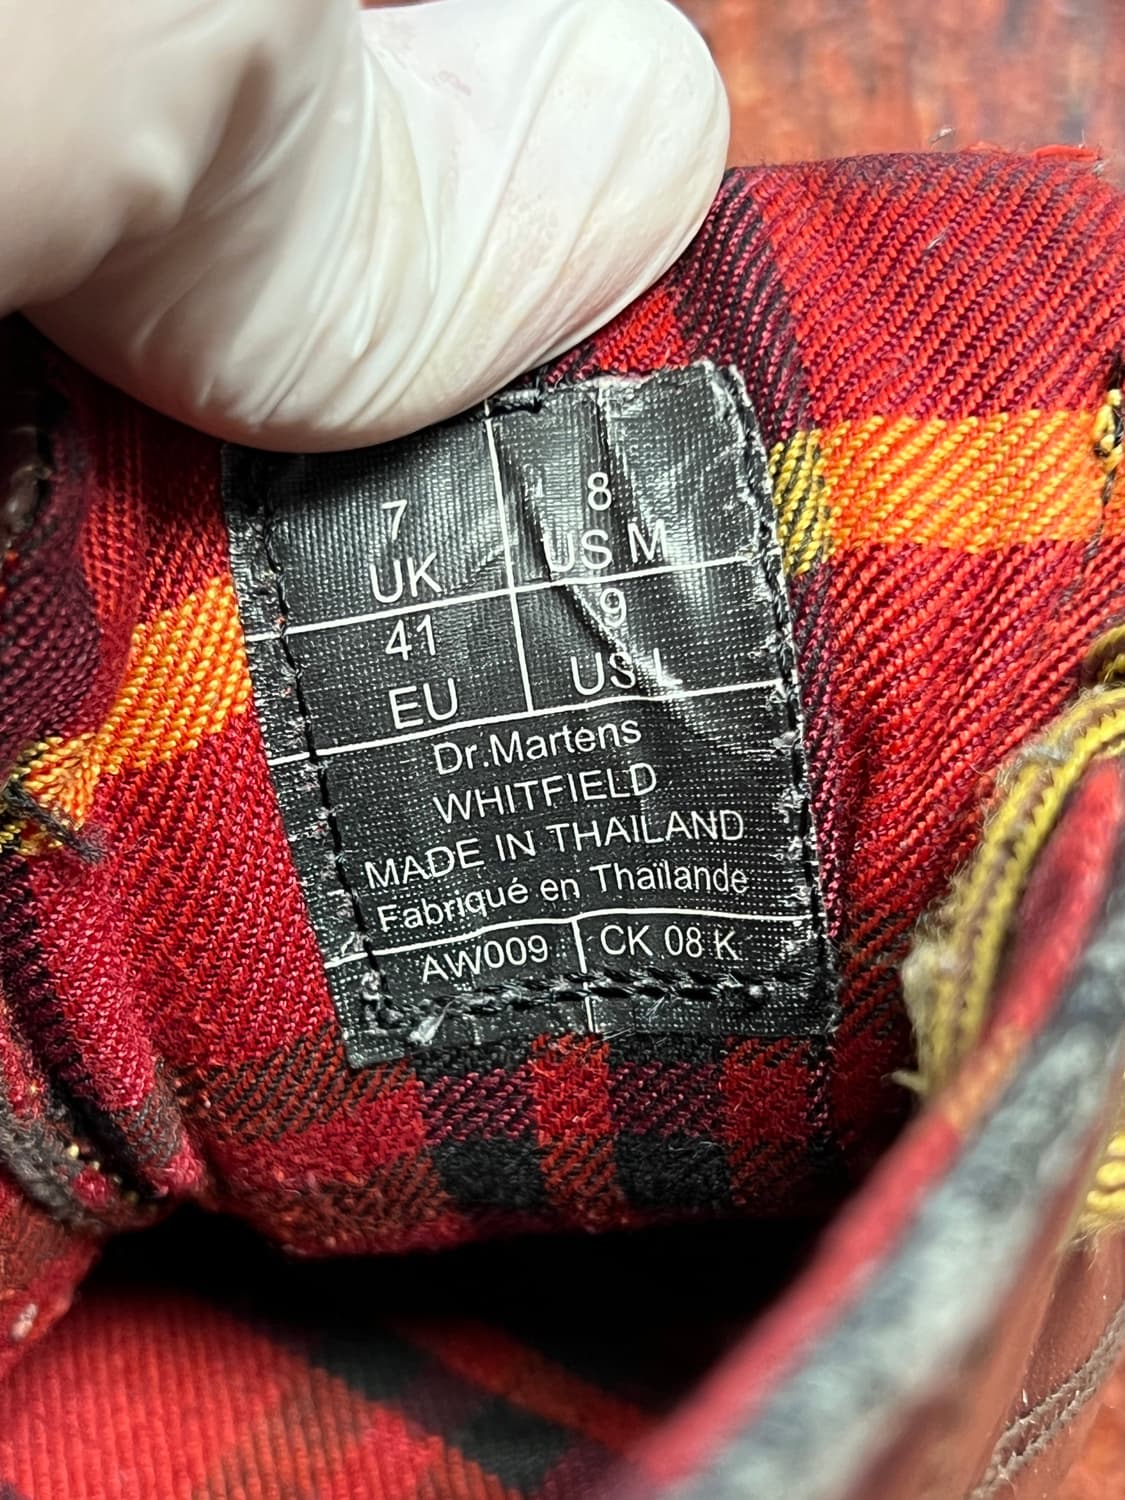 7
UK
8
US M
41
EU
9
US L
Dr.Martens
WHITFIELD
MADE IN THAILAND
Fabriqué en Thaïlande
AW009
CK 08 K